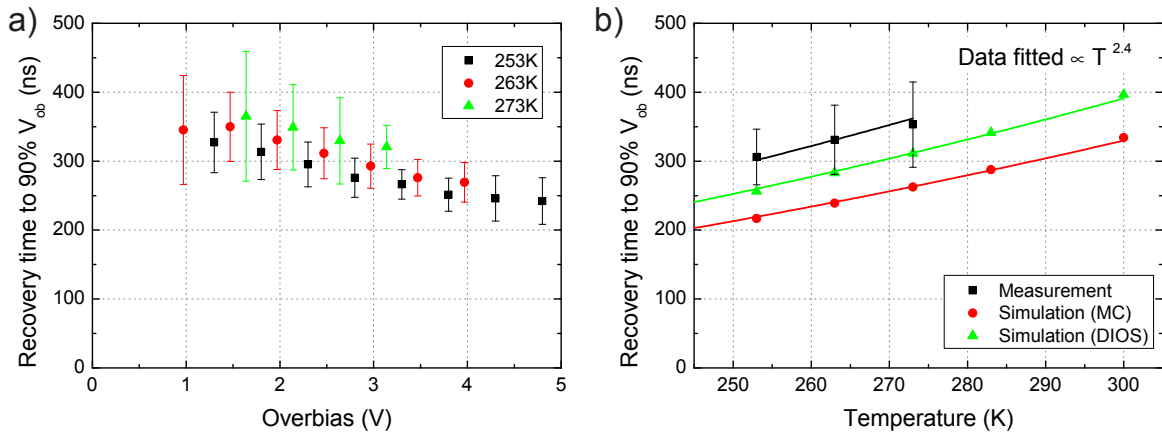 a)
Recovery time to 90% V_ob (ns)
500
400
300
200
100
0
0 1 2 3 4 5
Overbias (V)
253K
263K
273K
b)
Recovery time to 90% V_ob (ns)
500
400
300
200
100
0
250 260 270 280 290 300
Temperature (K)
Data fitted ∝ T^2.4
Measurement
Simulation (MC)
Simulation (DIOS)